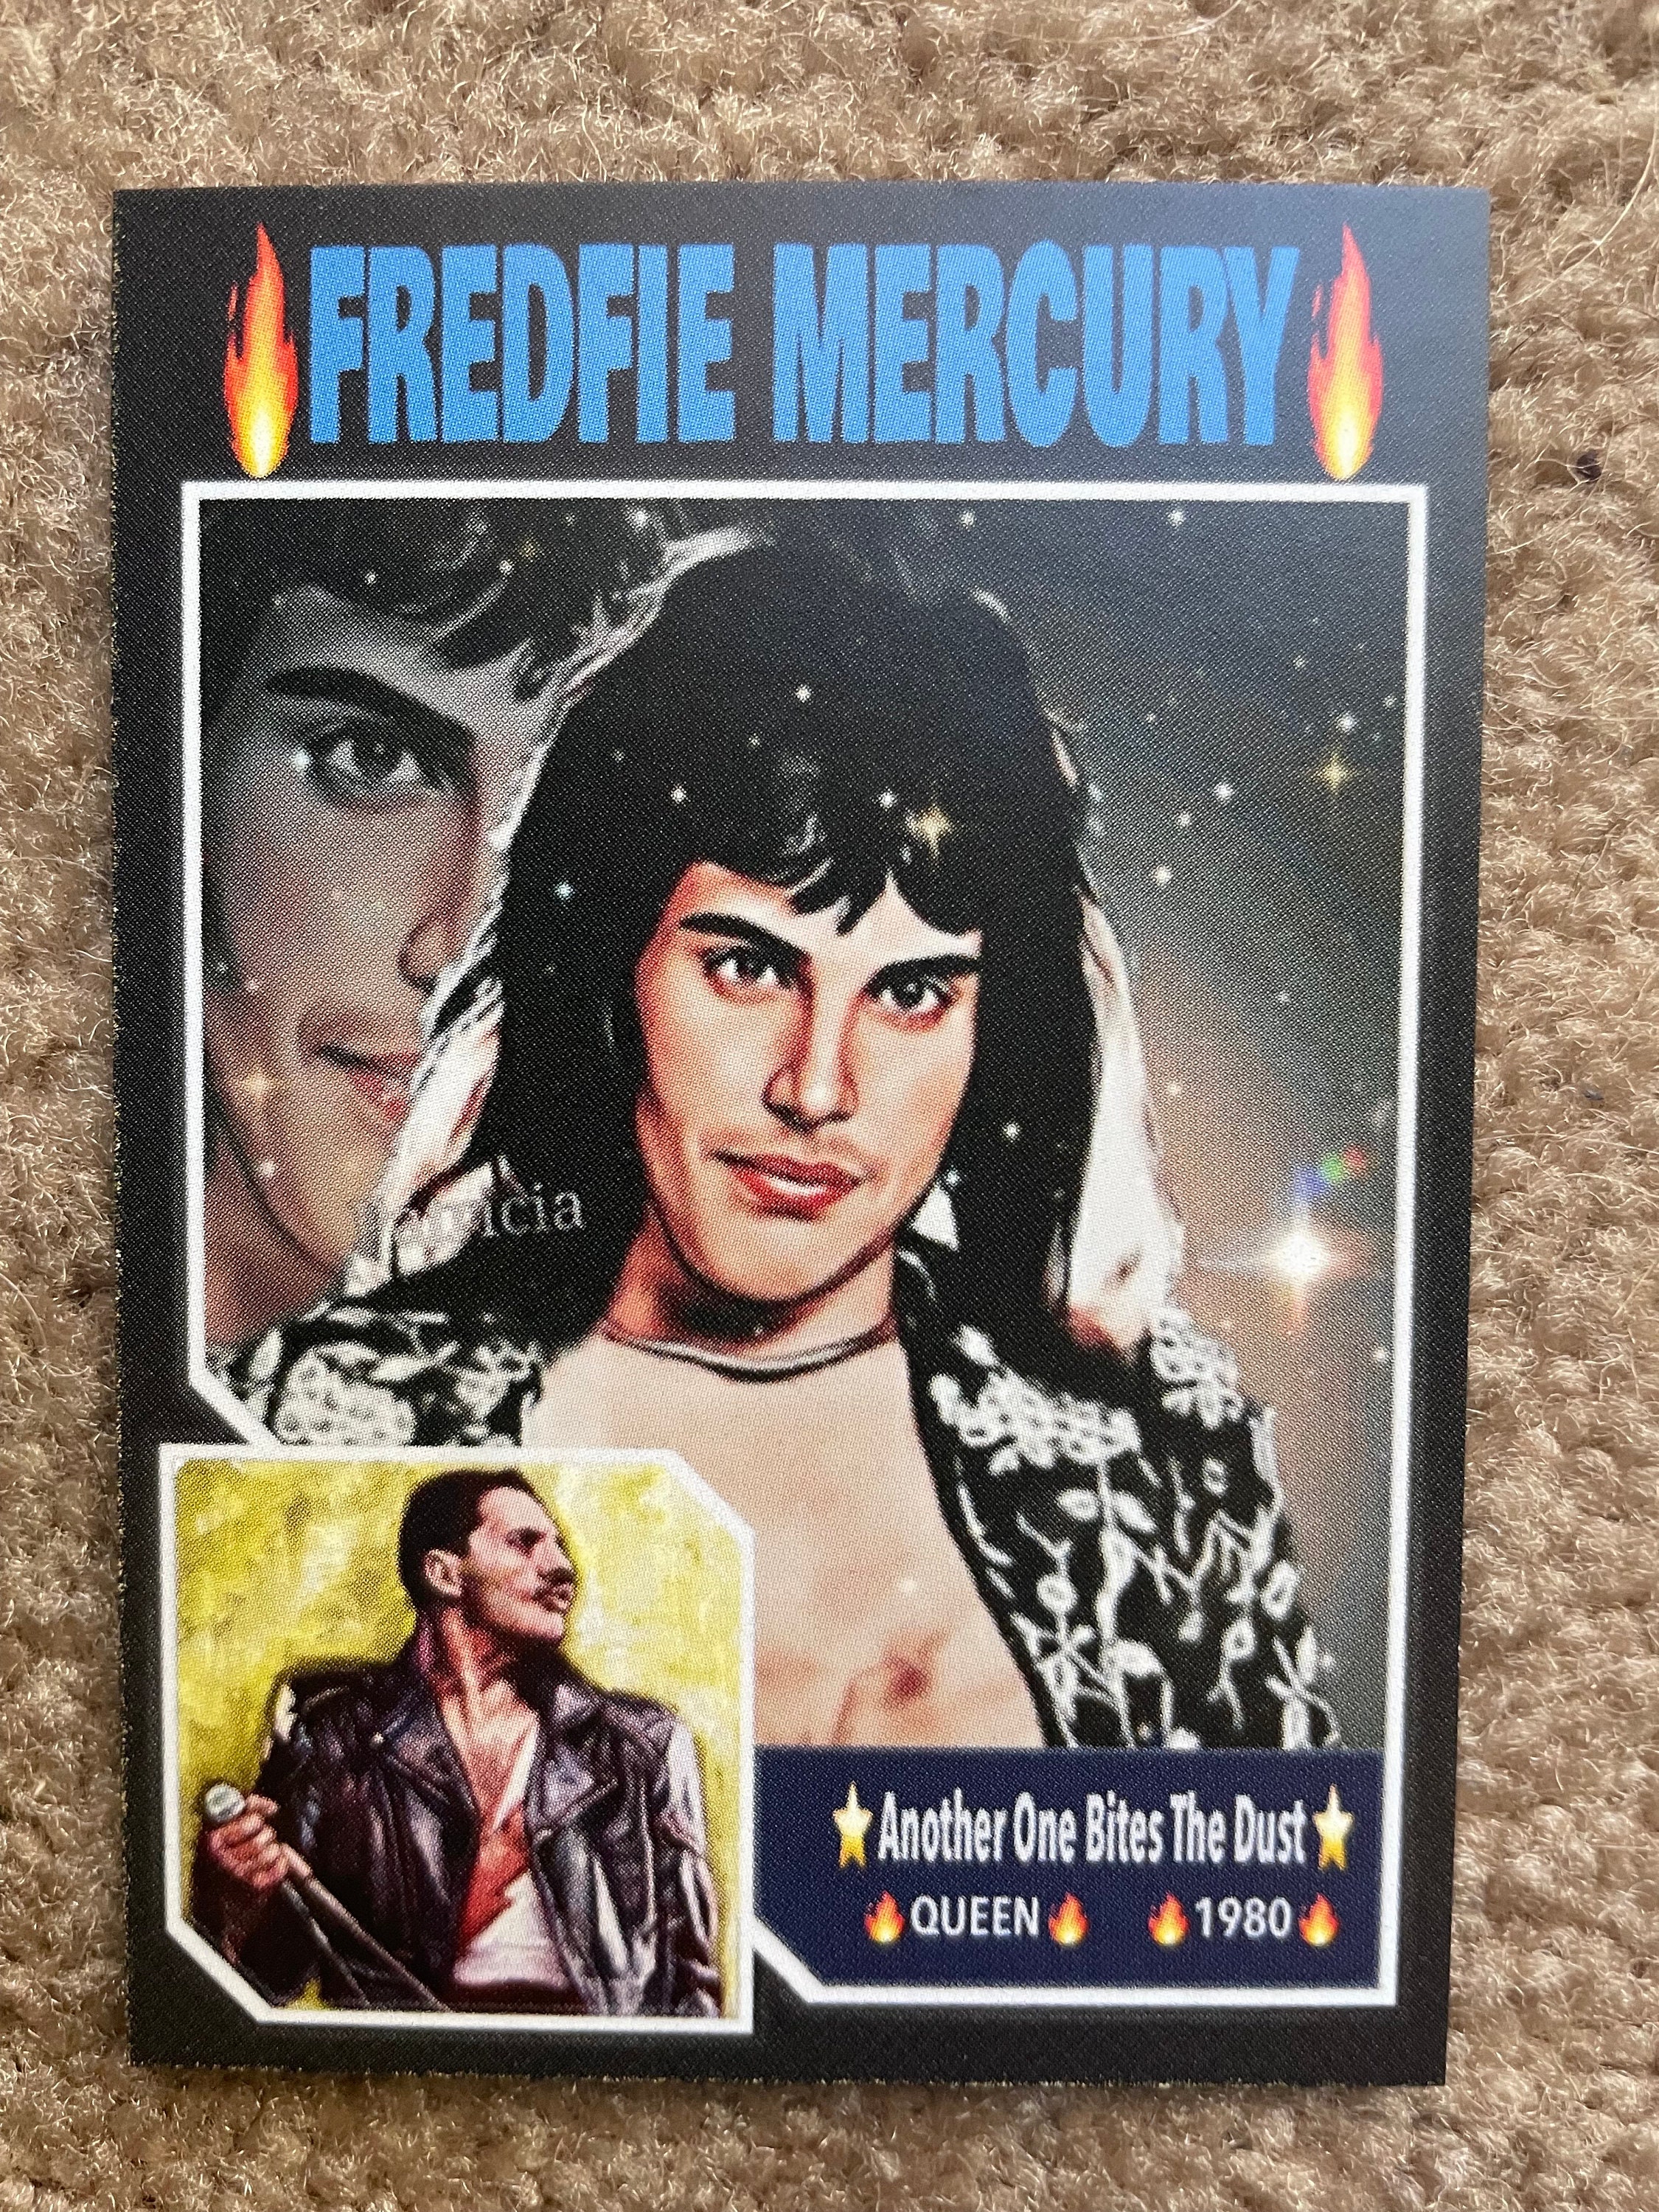 FREDFIE MERCURY
Another One Bites The Dust
QUEEN 1980